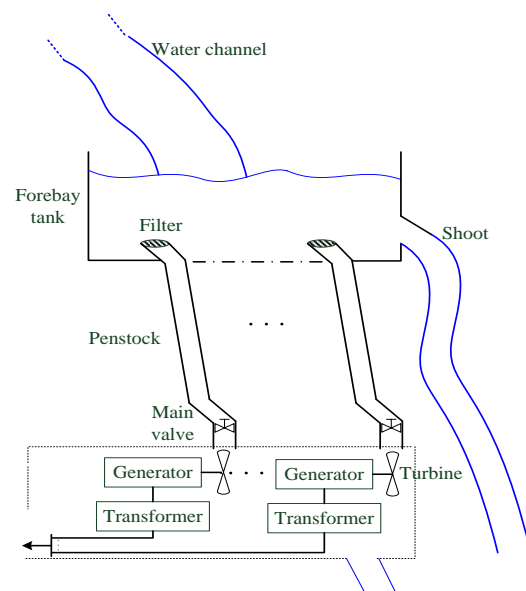 Water channel
Forebay
tank
Filter
Shoot
Penstock
. . .
Main
valve
Generator
. . .
Generator
Turbine
Transformer
Transformer